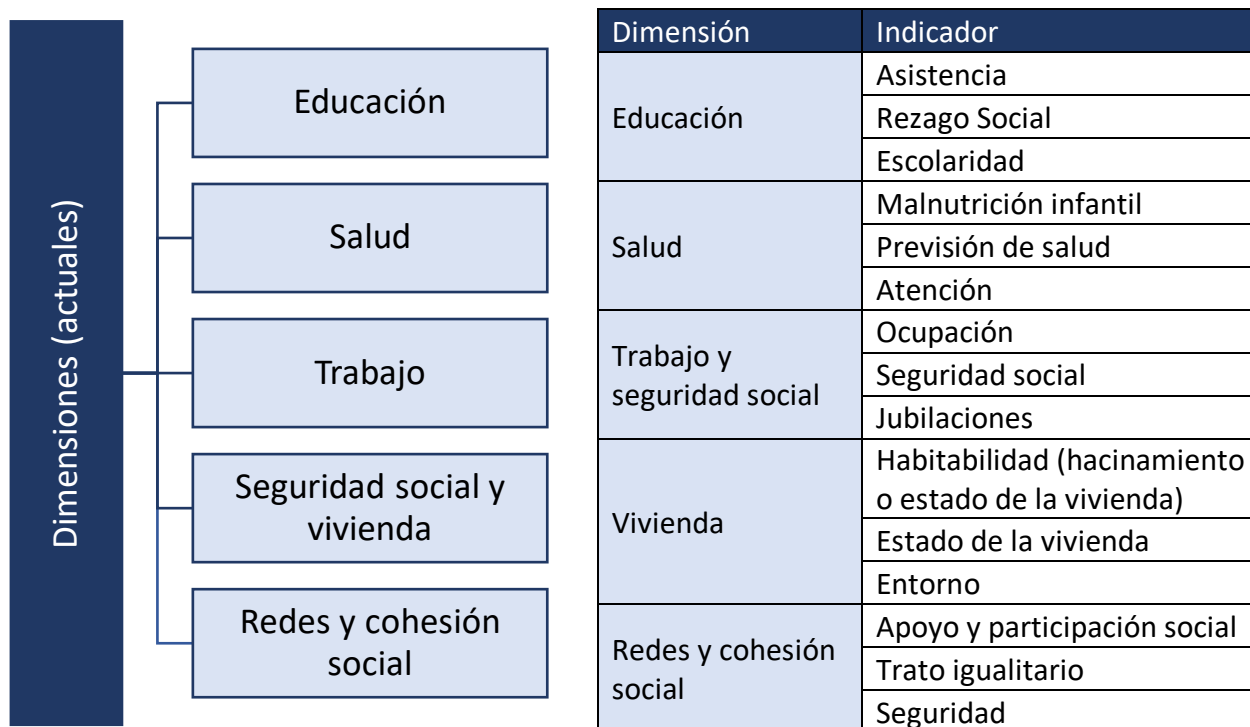 Dimensiones (actuales)
Educación
Salud
Trabajo
Seguridad social y
vivienda
Redes y cohesión
social
Dimensión
Indicador
Educación
Asistencia
Rezago Social
Escolaridad
Salud
Malnutrición infantil
Previsión de salud
Atención
Trabajo y
seguridad social
Ocupación
Seguridad social
Jubilaciones
Vivienda
Habitabilidad (hacinamiento
o estado de la vivienda)
Estado de la vivienda
Entorno
Redes y cohesión
social
Apoyo y participación social
Trato igualitario
Seguridad